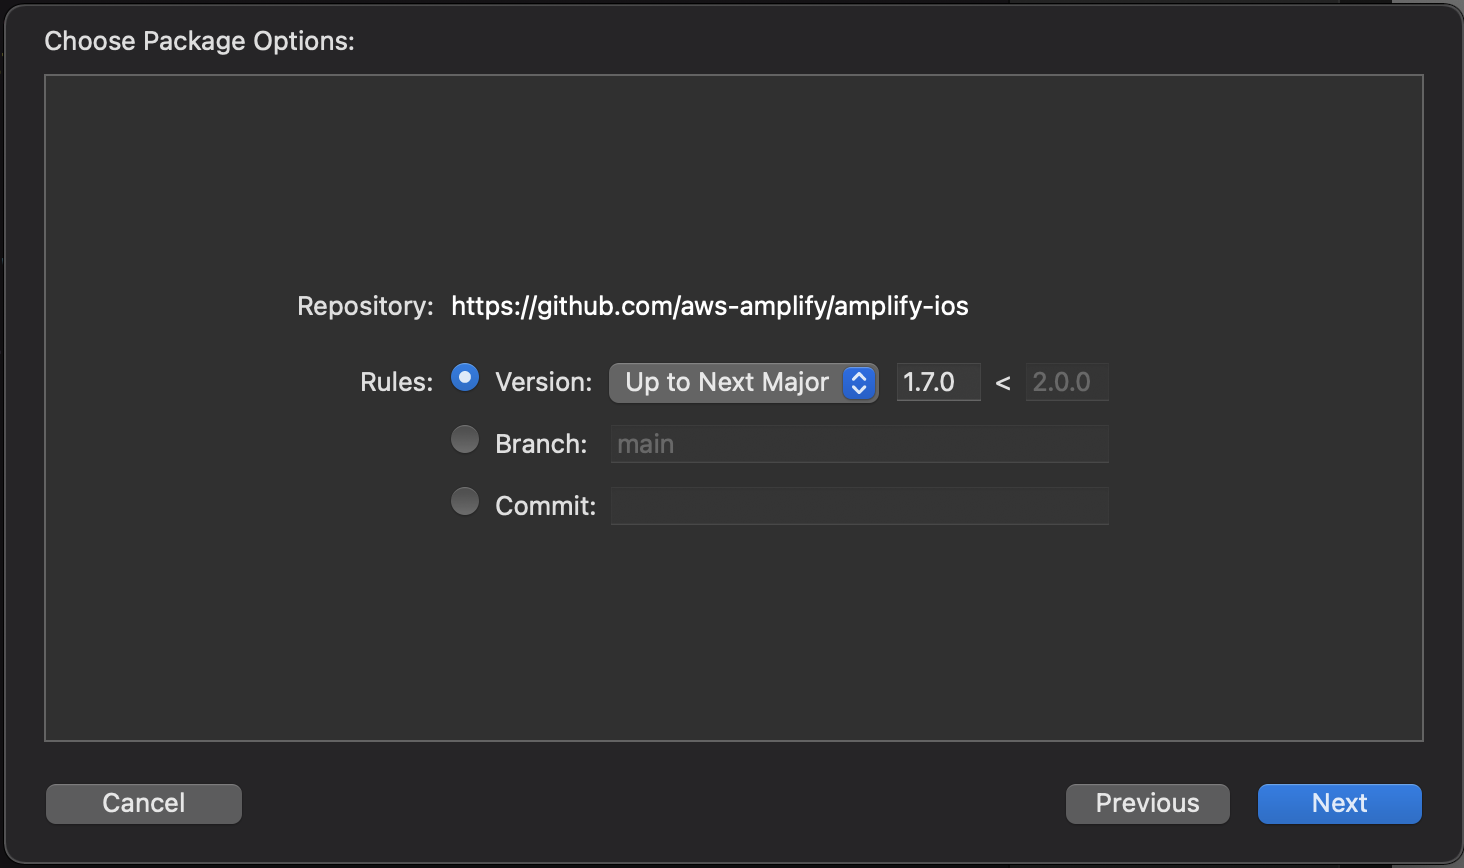 Choose Package Options:
Repository: https://github.com/aws-amplify/amplify-ios
Rules: Version: Up to Next Major 1.7.0 < 2.0.0
Branch: main
Commit:
Cancel Previous Next